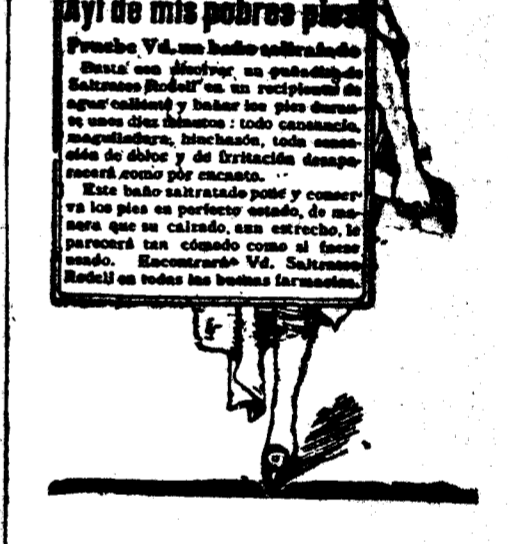 ¡Ay! de mis pobres pies!
Pruebe Vd. un baño saltratado
Basta con disolver un puñadito de
Saltratos Rodell en un recipiente de
agua caliente y bañar los pies duran-
te unos diez minutos: todo cansancio,
magulladura, hinchasón, toda sensa-
ción de dolor y de irritación desapa-
recerá como por encanto.
Este baño saltratado pone y conser-
va los pies en perfecto estado, de ma-
nera que su calzado, aun estrecho, le
parecerá tan cómodo como si fuese
usado. Encontrará Vd. Saltratos
Rodell en todas las buenas farmacias.